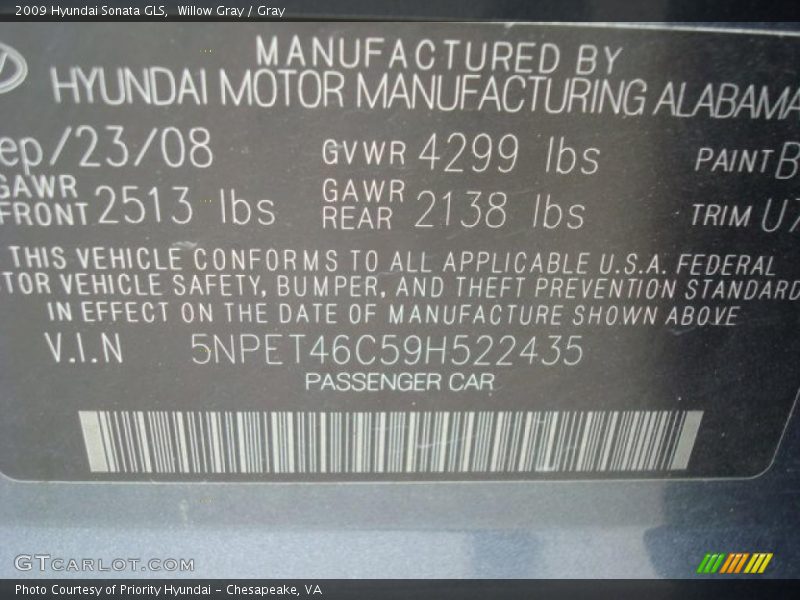 2009 Hyundai Sonata GLS, Willow Gray / Gray
MANUFACTURED BY
HYUNDAI MOTOR MANUFACTURING ALABAMA
ep/23/08 GVWR 4299 lbs PAINT B
GAWR FRONT 2513 lbs GAWR REAR 2138 lbs TRIM U7
THIS VEHICLE CONFORMS TO ALL APPLICABLE U.S.A. FEDERAL
TOR VEHICLE SAFETY, BUMPER, AND THEFT PREVENTION STANDARD
IN EFFECT ON THE DATE OF MANUFACTURE SHOWN ABOVE
V.I.N 5NPET46C59H522435
PASSENGER CAR
GTCARLOT.COM
Photo Courtesy of Priority Hyundai - Chesapeake, VA